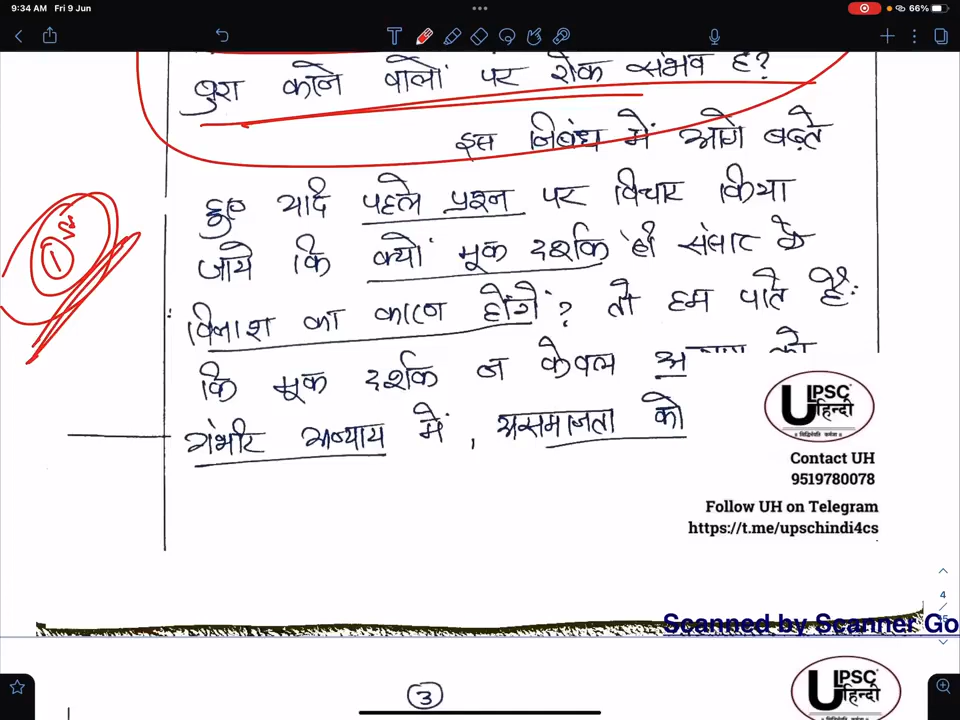 9:34 AM Fri 9 Jun
66%
बुरा करने वालों पर रोक संभव है?
इस निबंध में आगे बढ़ते
हुए यदि पहले प्रश्न पर विचार किया
1st
जाये कि क्यों मूक दर्शक ही संसार के
विनाश का कारण होंगे? तो हम पाते हैं
कि मूक दर्शक न केवल
गंभीर अन्याय में, असमानता को
UPSC
हिन्दी
Contact UH
9519780078
Follow UH on Telegram
https://t.me/upschindi4cs
4
/
Scanned by Scanner Go
3
UPSC
हिन्दी